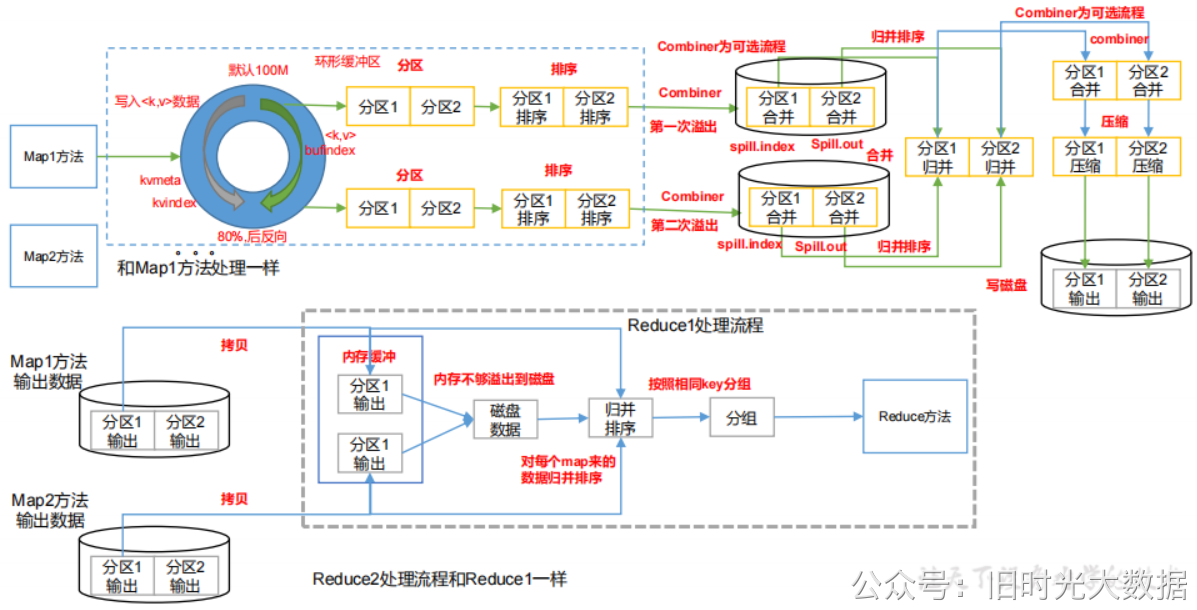 Combiner为可选流程
combiner
归并排序
Combiner为可选流程
默认100M
环形缓冲区
分区
排序
写入<k,v>数据
分区1 分区2
分区1 排序
分区2 排序
Combiner
第一次溢出
分区1 合并
分区2 合并
spill.index
Spill.out
合并
分区1 归并
分区2 归并
分区1 合并
分区2 合并
压缩
分区1 压缩
分区2 压缩
Map1方法
<k,v>
bufindex
kvmeta
kvindex
80%,后反向
分区
排序
分区1 分区2
分区1 排序
分区2 排序
Combiner
第二次溢出
分区1 合并
分区2 合并
spill.index
Spill.out
归并排序
写磁盘
分区1 输出
分区2 输出
Map2方法
...
和Map1方法处理一样
Reduce1处理流程
Map1方法
输出数据
拷贝
分区1 输出
分区2 输出
内存缓冲
分区1 输出
分区1 输出
内存不够溢出到磁盘
磁盘
数据
归并
排序
对每个map来的
数据归并排序
按照相同key分组
分组
Reduce方法
Map2方法
输出数据
拷贝
分区1 输出
分区2 输出
Reduce2处理流程和Reduce1一样
公众号：旧时光大数据